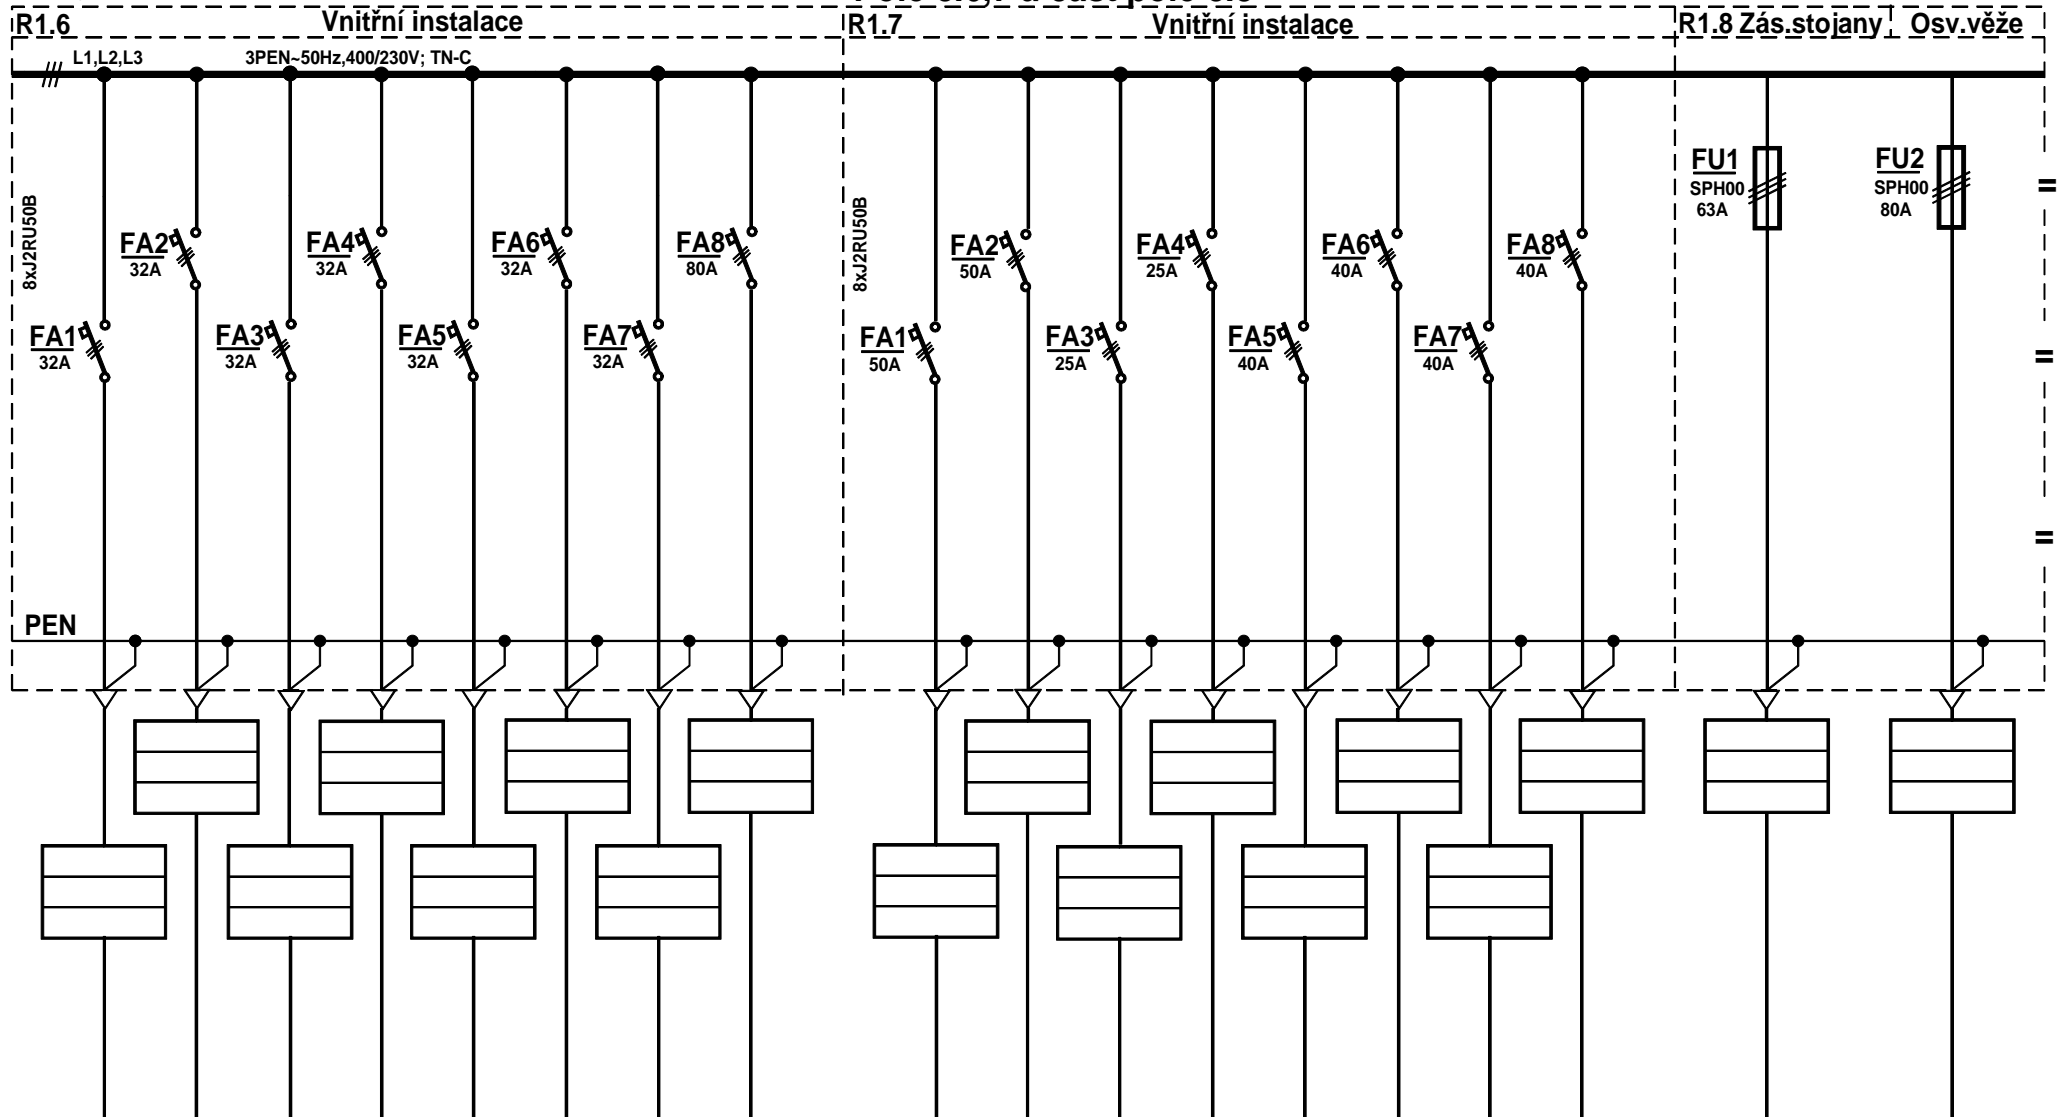 R1.6 Vnitřní instalace R1.7 Vnitřní instalace R1.8 Zás.stojany Osv.věže
L1,L2,L3 3PEN~50Hz,400/230V; TN-C
8xJ2RU50B
FA1
32A
FA2
32A
FA3
32A
FA4
32A
FA5
32A
FA6
32A
FA7
32A
FA8
80A
8xJ2RU50B
FA1
50A
FA2
50A
FA3
25A
FA4
25A
FA5
40A
FA6
40A
FA7
40A
FA8
40A
FU1
SPH00
63A
FU2
SPH00
80A
=
=
=
PEN